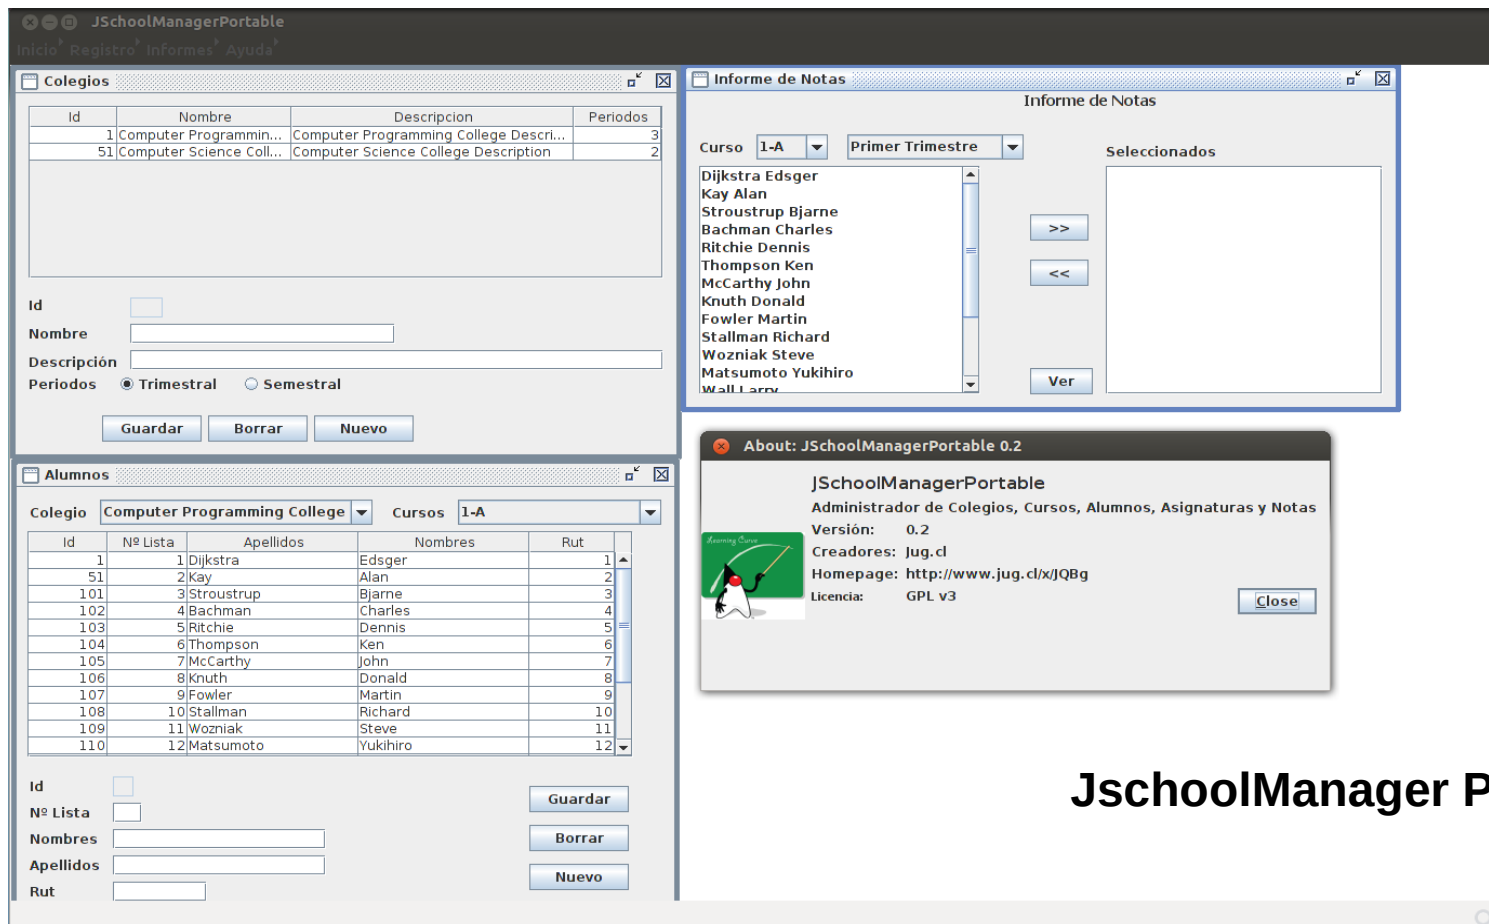 JSchoolManagerPortable
Inicio Registro Informes Ayuda
Colegios
Id Nombre Descripcion Periodos
1 Computer Programmin... Computer Programming College Descri... 3
51 Computer Science Coll... Computer Science College Description 2
Id
Nombre
Descripción
Periodos Trimestral Semestral
Guardar Borrar Nuevo
Informe de Notas
Informe de Notas
Curso 1-A Primer Trimestre
Seleccionados
Dijkstra Edsger
Kay Alan
Stroustrup Bjarne
Bachman Charles
Ritchie Dennis
Thompson Ken
McCarthy John
Knuth Donald
Fowler Martin
Stallman Richard
Wozniak Steve
Matsumoto Yukihiro
Wall Larry
>>
<<
Ver
Alumnos
Colegio Computer Programming College Cursos 1-A
Id Nº Lista Apellidos Nombres Rut
1 1 Dijkstra Edsger 1
51 2 Kay Alan 2
101 3 Stroustrup Bjarne 3
102 4 Bachman Charles 4
103 5 Ritchie Dennis 5
104 6 Thompson Ken 6
105 7 McCarthy John 7
106 8 Knuth Donald 8
107 9 Fowler Martin 9
108 10 Stallman Richard 10
109 11 Wozniak Steve 11
110 12 Matsumoto Yukihiro 12
Id
Nº Lista
Nombres
Apellidos
Rut
Guardar
Borrar
Nuevo
About: JSchoolManagerPortable 0.2
JSchoolManagerPortable
Administrador de Colegios, Cursos, Alumnos, Asignaturas y Notas
Versión: 0.2
Creadores: Jug.cl
Homepage: http://www.jug.cl/x/JQBg
Licencia: GPL v3
Learning Curve
Close
JschoolManager P